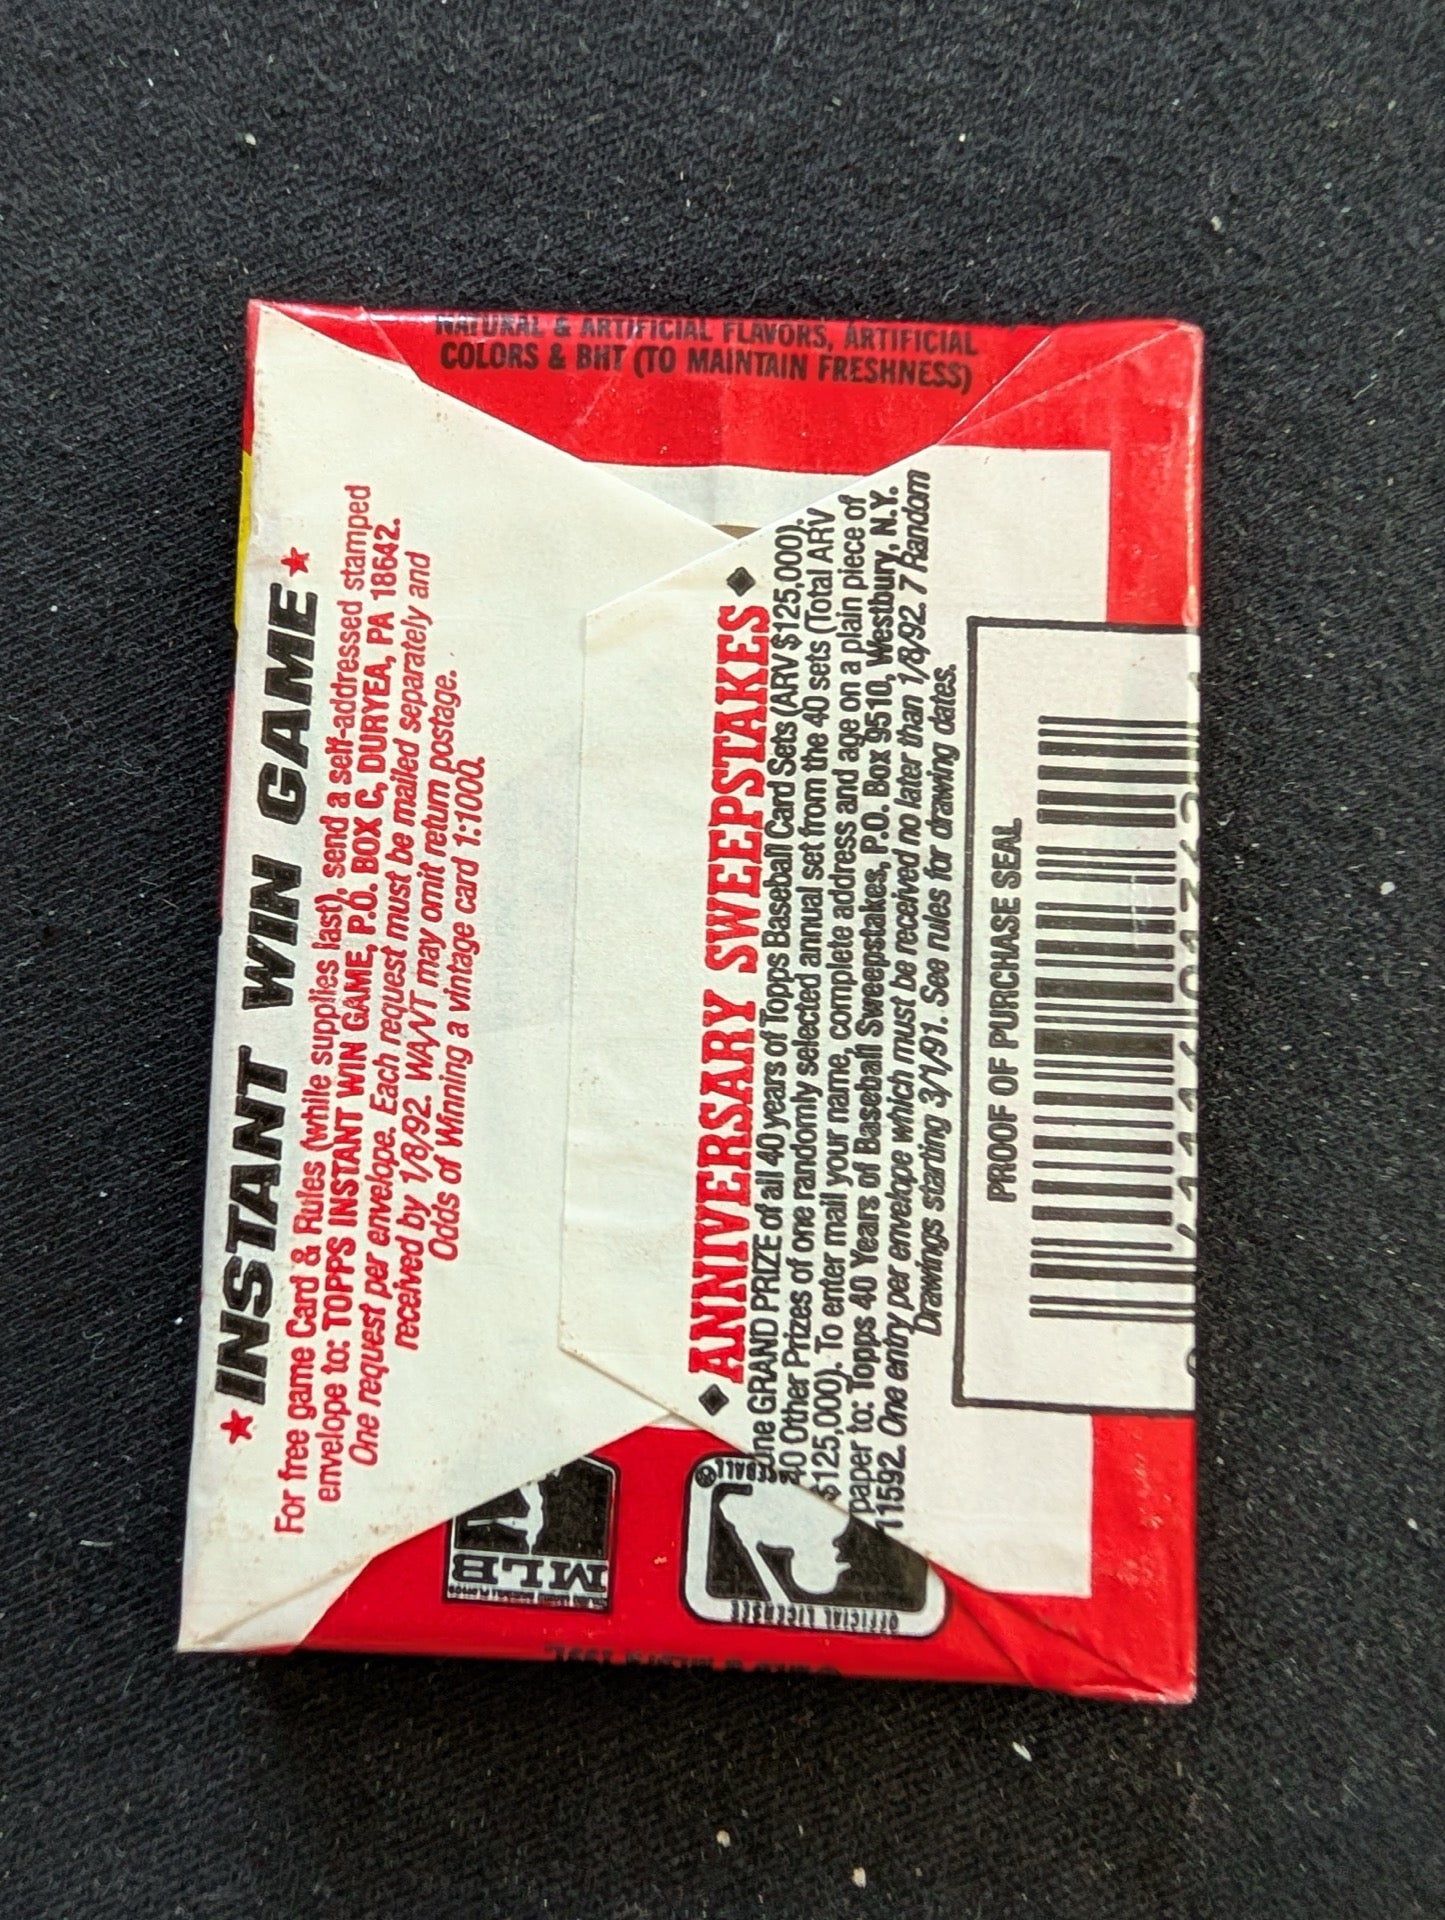 NATURAL & ARTIFICIAL FLAVORS, ARTIFICIAL
COLORS & BHT (TO MAINTAIN FRESHNESS)
★ INSTANT WIN GAME ★
For free game Card & Rules (while supplies last), send a self-addressed stamped
envelope to: TOPPS INSTANT WIN GAME, P.O. BOX C, DURYEA, PA 18642.
One request per envelope. Each request must be mailed separately and
received by 1/8/92. WA/VT may omit return postage.
Odds of Winning a vintage card 1:1000.
◆ ANNIVERSARY SWEEPSTAKES ◆
One GRAND PRIZE of all 40 years of Topps Baseball Card Sets (ARV $125,000).
40 Other Prizes of one randomly selected annual set from the 40 sets (Total ARV
$125,000). To enter mail your name, complete address and age on a plain piece of
paper to: Topps 40 Years of Baseball Sweepstakes, P.O. Box 9510, Westbury, N.Y.
11592. One entry per envelope which must be received no later than 1/8/92. 7 Random
Drawings starting 3/1/91. See rules for drawing dates.
PROOF OF PURCHASE SEAL
MLB
OFFICIAL LICENSEE